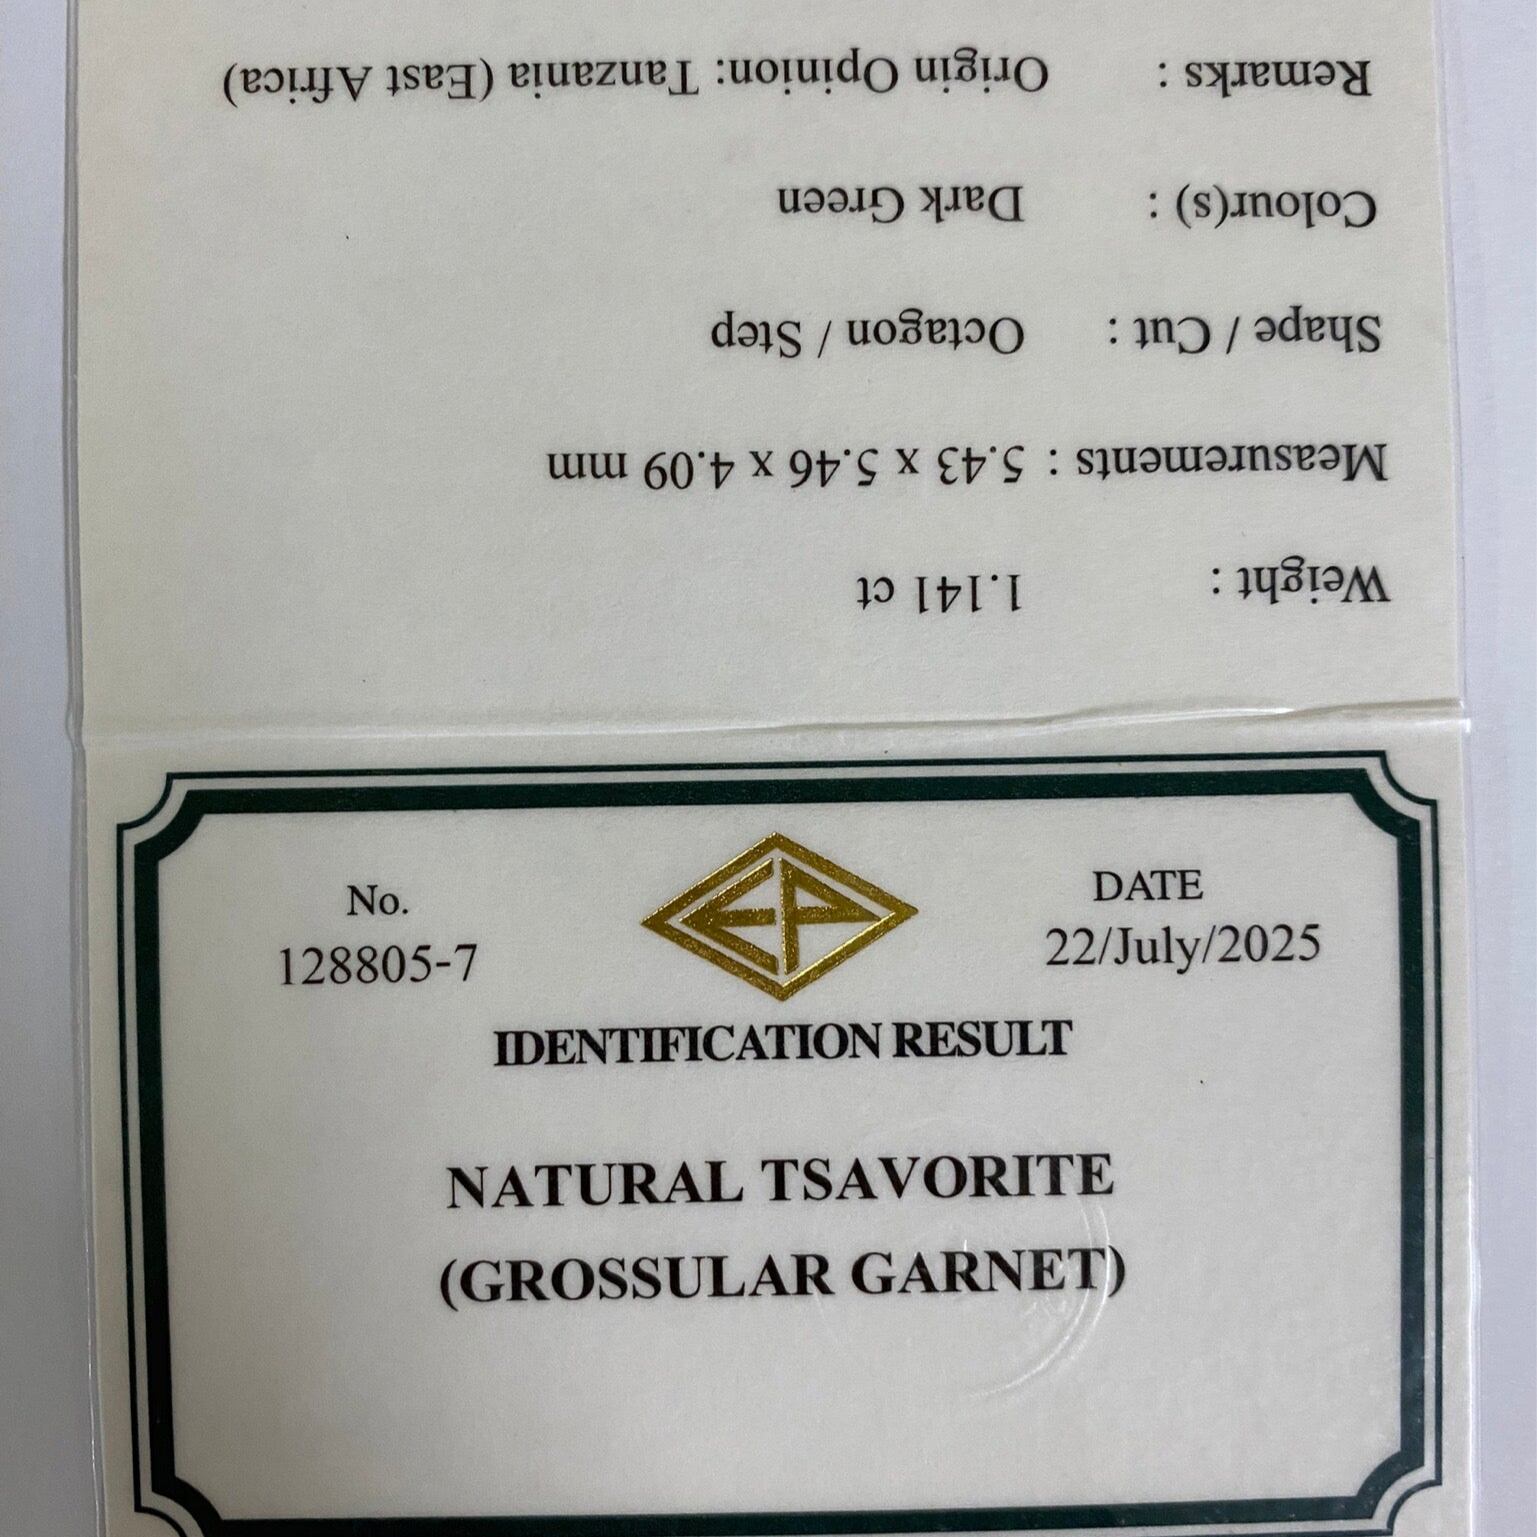 Weight : 1.141 ct
Measurements : 5.43 x 5.46 x 4.09 mm
Shape / Cut : Octagon / Step
Colour(s) : Dark Green
Remarks : Origin Opinion: Tanzania (East Africa)
No. DATE
128805-7 22/July/2025
EP
IDENTIFICATION RESULT
NATURAL TSAVORITE
(GROSSULAR GARNET)